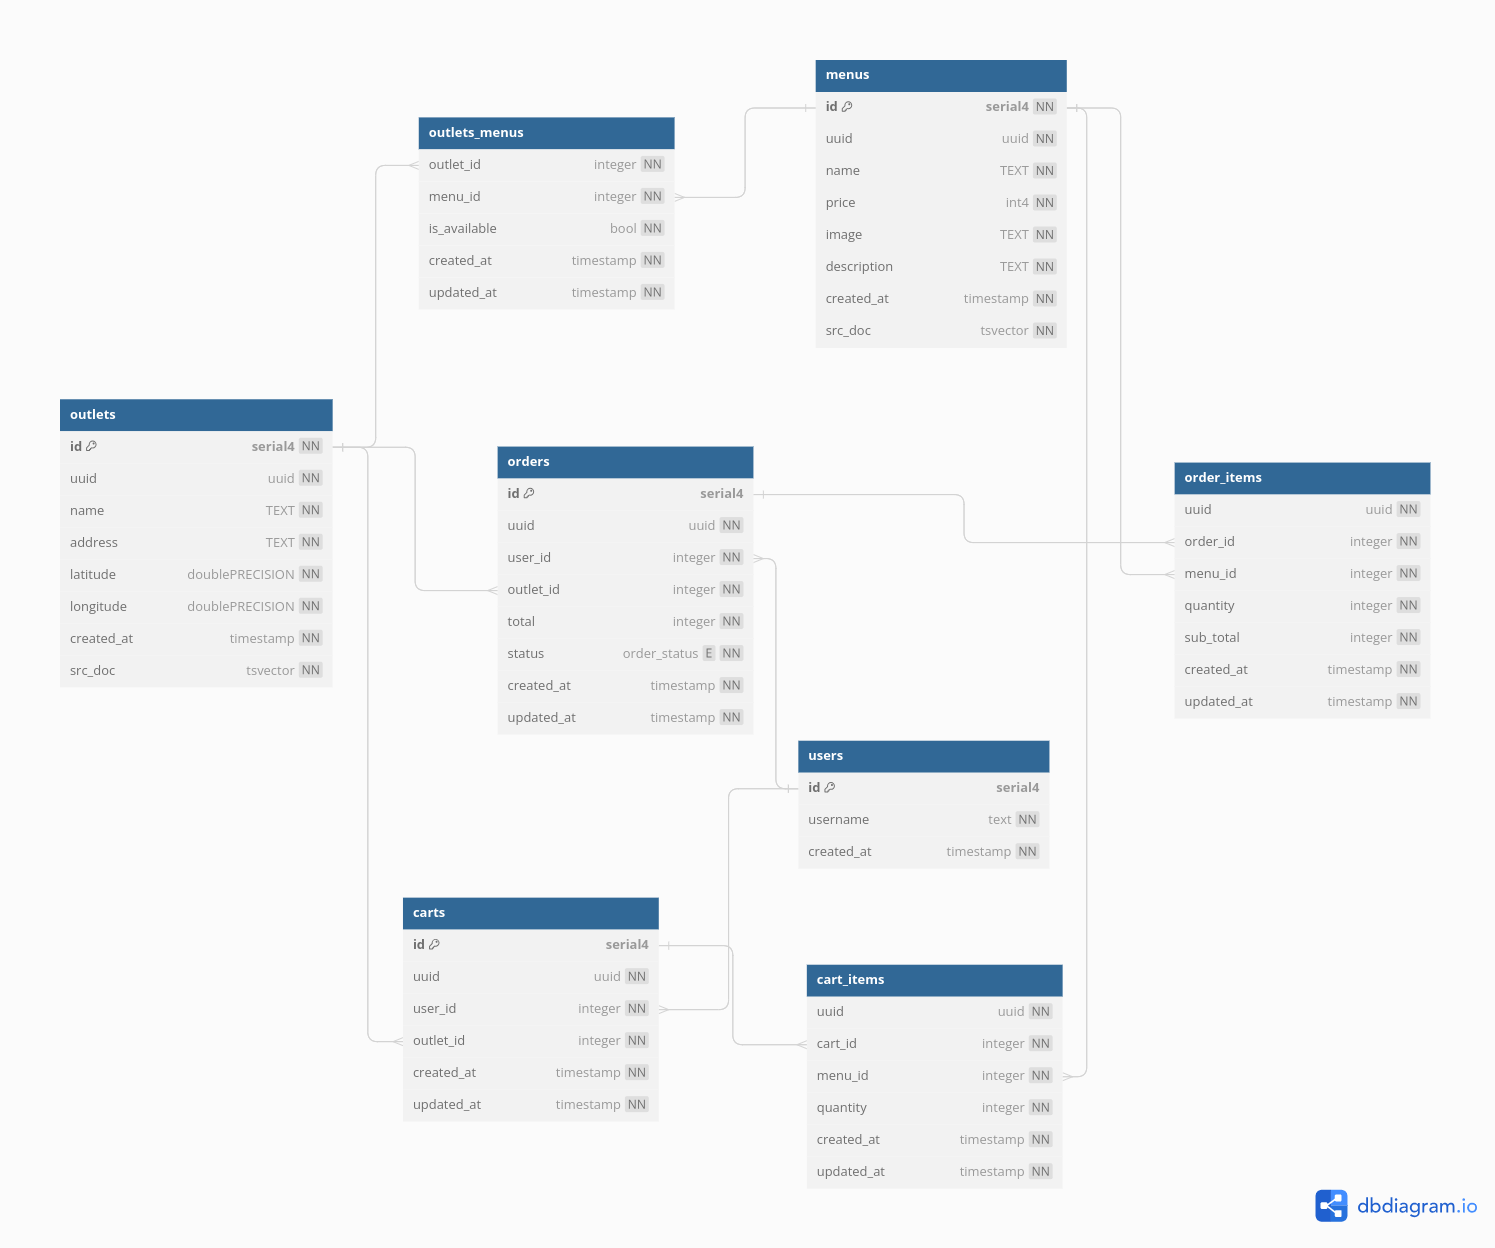 menus
id serial4 NN
uuid uuid NN
name TEXT NN
price int4 NN
image TEXT NN
description TEXT NN
created_at timestamp NN
src_doc tsvector NN
outlets_menus
outlet_id integer NN
menu_id integer NN
is_available bool NN
created_at timestamp NN
updated_at timestamp NN
outlets
id serial4 NN
uuid uuid NN
name TEXT NN
address TEXT NN
latitude doublePRECISION NN
longitude doublePRECISION NN
created_at timestamp NN
src_doc tsvector NN
orders
id serial4
uuid uuid NN
user_id integer NN
outlet_id integer NN
total integer NN
status order_status E NN
created_at timestamp NN
updated_at timestamp NN
order_items
uuid uuid NN
order_id integer NN
menu_id integer NN
quantity integer NN
sub_total integer NN
created_at timestamp NN
updated_at timestamp NN
users
id serial4
username text NN
created_at timestamp NN
carts
id serial4
uuid uuid NN
user_id integer NN
outlet_id integer NN
created_at timestamp NN
updated_at timestamp NN
cart_items
uuid uuid NN
cart_id integer NN
menu_id integer NN
quantity integer NN
created_at timestamp NN
updated_at timestamp NN
dbdiagram.io